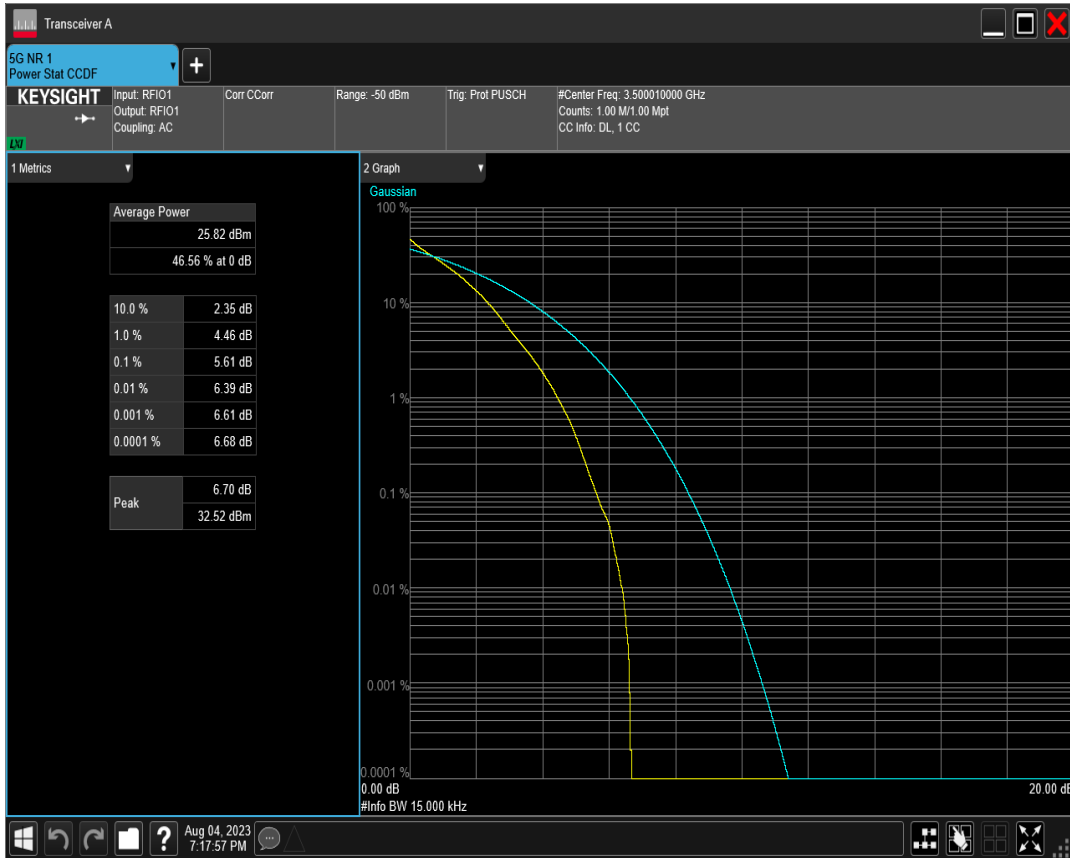 Transceiver A
5G NR 1
Power Stat CCDF
+
KEYSIGHT
LXI
Input: RFIO1
Output: RFIO1
Coupling: AC
Corr CCorr
Range: -50 dBm
Trig: Prot PUSCH
#Center Freq: 3.500010000 GHz
Counts: 1.00 M/1.00 Mpt
CC Info: DL, 1 CC
1 Metrics
Average Power
25.82 dBm
46.56 % at 0 dB
10.0 % 2.35 dB
1.0 % 4.46 dB
0.1 % 5.61 dB
0.01 % 6.39 dB
0.001 % 6.61 dB
0.0001 % 6.68 dB
Peak
6.70 dB
32.52 dBm
2 Graph
Gaussian
100 %
10 %
1 %
0.1 %
0.01 %
0.001 %
0.0001 %
0.00 dB
20.00 dB
#Info BW 15.000 kHz
?
Aug 04, 2023
7:17:57 PM